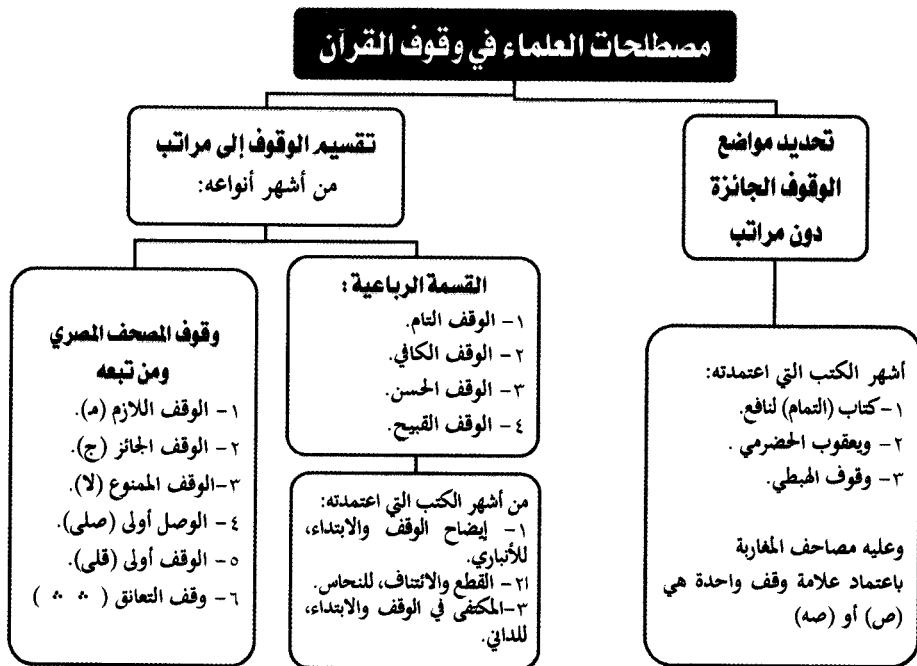 مصطلحات العلماء في وقوف القرآن
تحديد مواضع
الوقوف الجائزة
دون مراتب
أشهر الكتب التي اعتمدته:
١-كتاب (التمام) لنافع.
٢- ويعقوب الحضرمي .
٣- وقوف الهبطي.
وعليه مصاحف المغاربة
باعتماد علامة وقف واحدة هي
(ص) أو (صه)
تقسيم الوقوف إلى مراتب
من أشهر أنواعه:
القسمة الرباعية:
١- الوقف التام.
٢- الوقف الكافي.
٣- الوقف الحسن.
٤- الوقف القبيح.
من أشهر الكتب التي اعتمدته:
١- إيضاح الوقف والابتداء،
للأنباري.
٢١- القطع والائتناف، للنحاس.
٣-المكتفى في الوقف والابتداء،
للداني.
وقوف المصحف المصري
ومن تبعه
١- الوقف اللازم (مـ).
٢- الوقف الجائز (ج).
٣-الوقف الممنوع (لا).
٤- الوصل أولى (صلى).
٥- الوقف أولى (قلى).
٦- وقف التعانق ( ∴ ∴ )